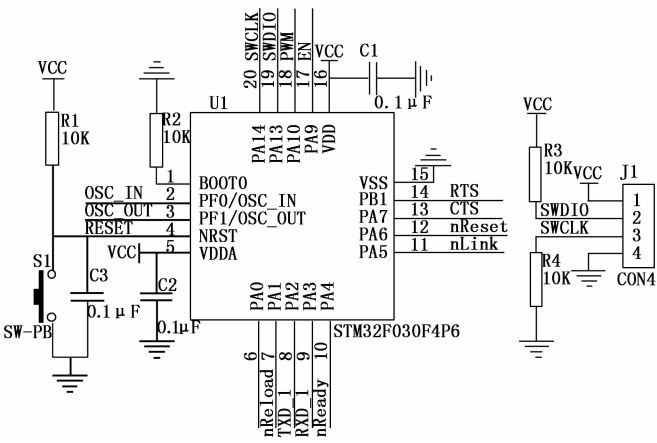 20 SWCLK
19 SWDIO
18 PWM
17 EN
16
VCC
C1
0.1μF
VCC
R1
10K
R2
10K
U1
PA14
PA13
PA10
PA9
VDD
1
BOOT0
OSC_IN
2
PF0/OSC_IN
OSC_OUT
3
PF1/OSC_OUT
RESET
4
NRST
VCC
5
VDDA
VSS
15
PB1
14
RTS
PA7
13
CTS
PA6
12
nReset
PA5
11
nLink
S1
SW-PB
C3
0.1μF
C2
0.1μF
PA0
PA1
PA2
PA3
PA4
STM32F030F4P6
6
7
8
9
10
nReload
TXD_1
RXD_1
nReady
VCC
R3
10K
VCC
J1
1
SWDIO
2
SWCLK
3
4
R4
10K
CON4